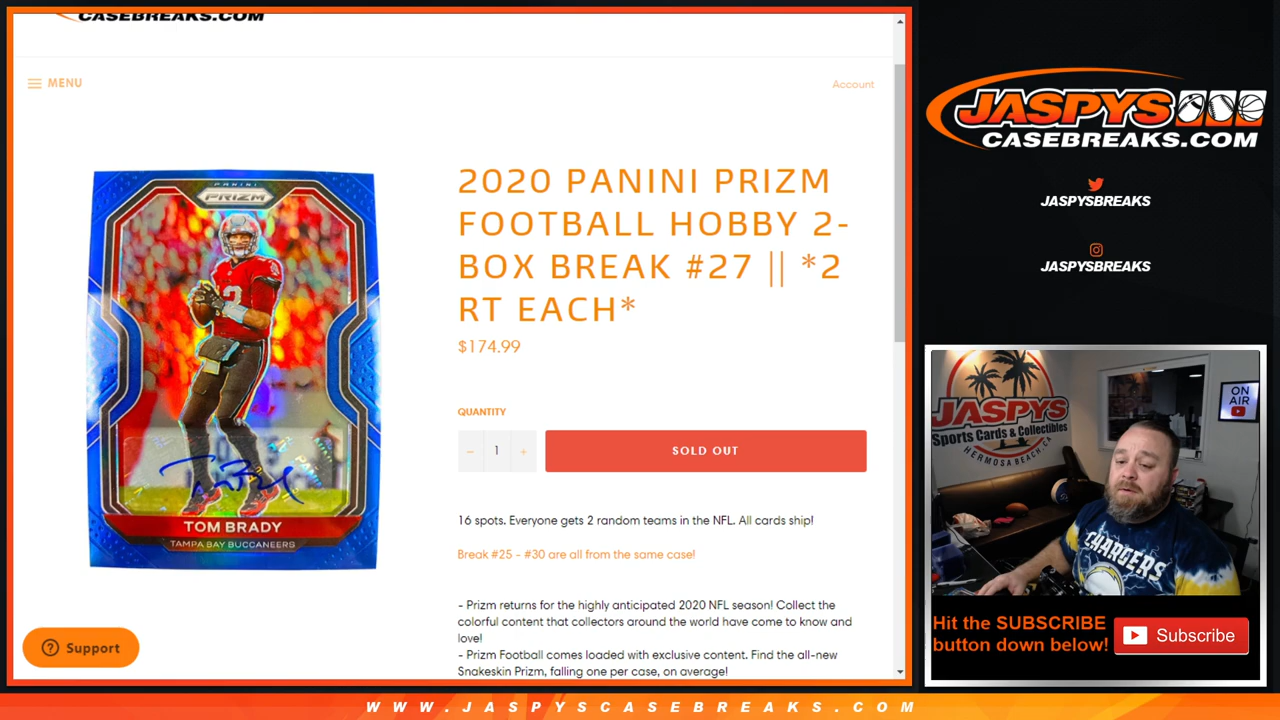 CASEBREAKS.COM
MENU
Account
PANINI
PRIZM
TOM BRADY
TAMPA BAY BUCCANEERS
2020 PANINI PRIZM
FOOTBALL HOBBY 2-
BOX BREAK #27 || *2
RT EACH*
$174.99
QUANTITY
− 1 +
SOLD OUT
16 spots. Everyone gets 2 random teams in the NFL. All cards ship!
Break #25 - #30 are all from the same case!
- Prizm returns for the highly anticipated 2020 NFL season! Collect the
colorful content that collectors around the world have come to know and
love!
- Prizm Football comes loaded with exclusive content. Find the all-new
Snakeskin Prizm, falling one per case, on average!
Support
JASPYS
CASEBREAKS.COM
JASPYSBREAKS
JASPYSBREAKS
JASPYS
Sports Cards & Collectibles
HERMOSA BEACH, CA
ON
AIR
CHARGERS
Hit the SUBSCRIBE
button down below!
Subscribe
WWW.JASPYSCASEBREAKS.COM